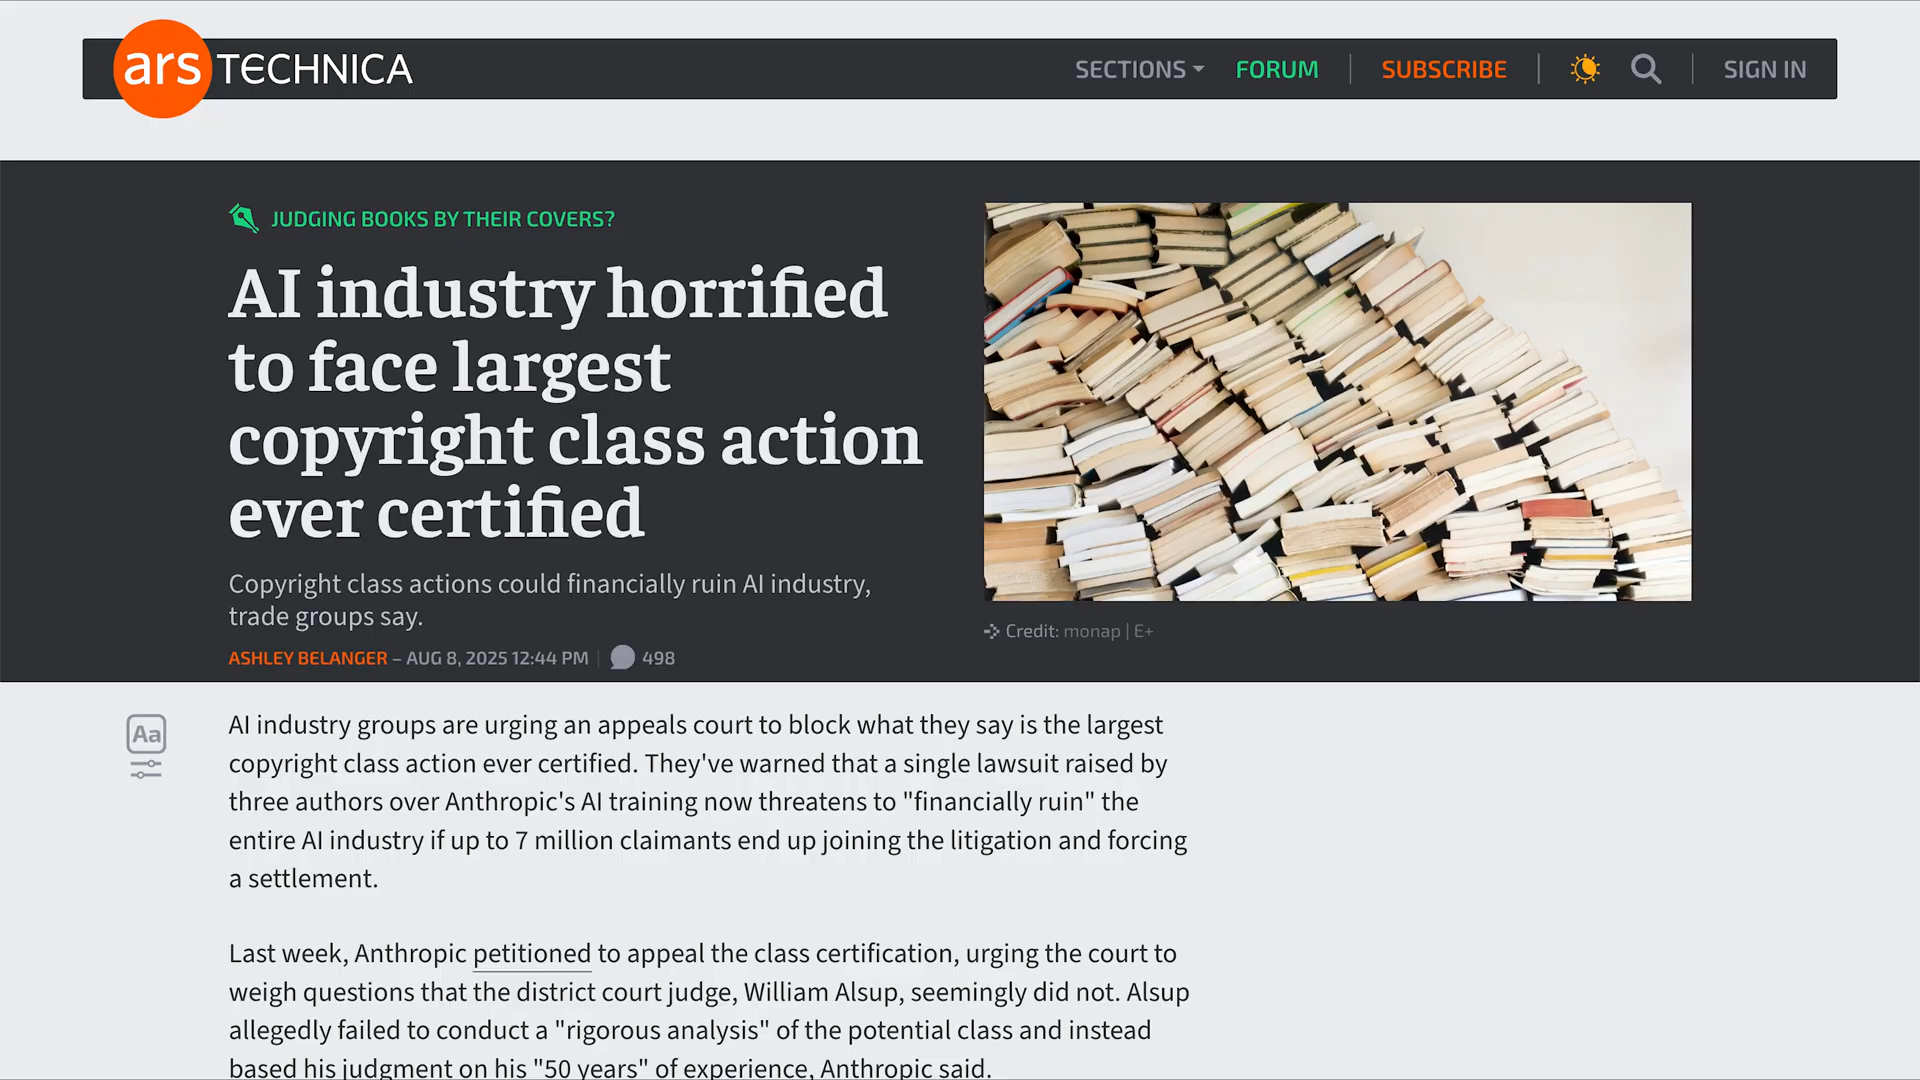 ars TECHNICA
SECTIONS FORUM SUBSCRIBE SIGN IN
JUDGING BOOKS BY THEIR COVERS?
AI industry horrified
to face largest
copyright class action
ever certified
Copyright class actions could financially ruin AI industry,
trade groups say.
ASHLEY BELANGER – AUG 8, 2025 12:44 PM 498
Credit: monap | E+
Aa
AI industry groups are urging an appeals court to block what they say is the largest
copyright class action ever certified. They've warned that a single lawsuit raised by
three authors over Anthropic's AI training now threatens to "financially ruin" the
entire AI industry if up to 7 million claimants end up joining the litigation and forcing
a settlement.
Last week, Anthropic petitioned to appeal the class certification, urging the court to
weigh questions that the district court judge, William Alsup, seemingly did not. Alsup
allegedly failed to conduct a "rigorous analysis" of the potential class and instead
based his judgment on his "50 years" of experience, Anthropic said.